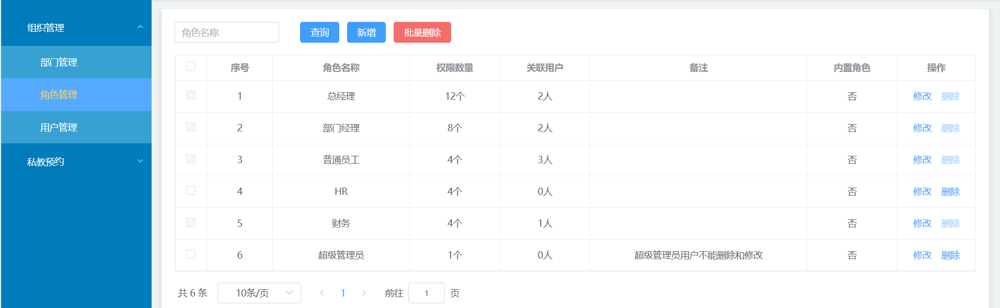 组织管理
部门管理
角色管理
用户管理
私教预约
角色名称 查询 新增 批量删除
序号 角色名称 权限数量 关联用户 备注 内置角色 操作
1 总经理 12个 2人 否 修改 删除
2 部门经理 8个 2人 否 修改 删除
3 普通员工 4个 3人 否 修改 删除
4 HR 4个 0人 否 修改 删除
5 财务 4个 1人 否 修改 删除
6 超级管理员 1个 0人 超级管理员用户不能删除和修改 否 修改 删除
共 6 条 10条/页 1 前往 1 页